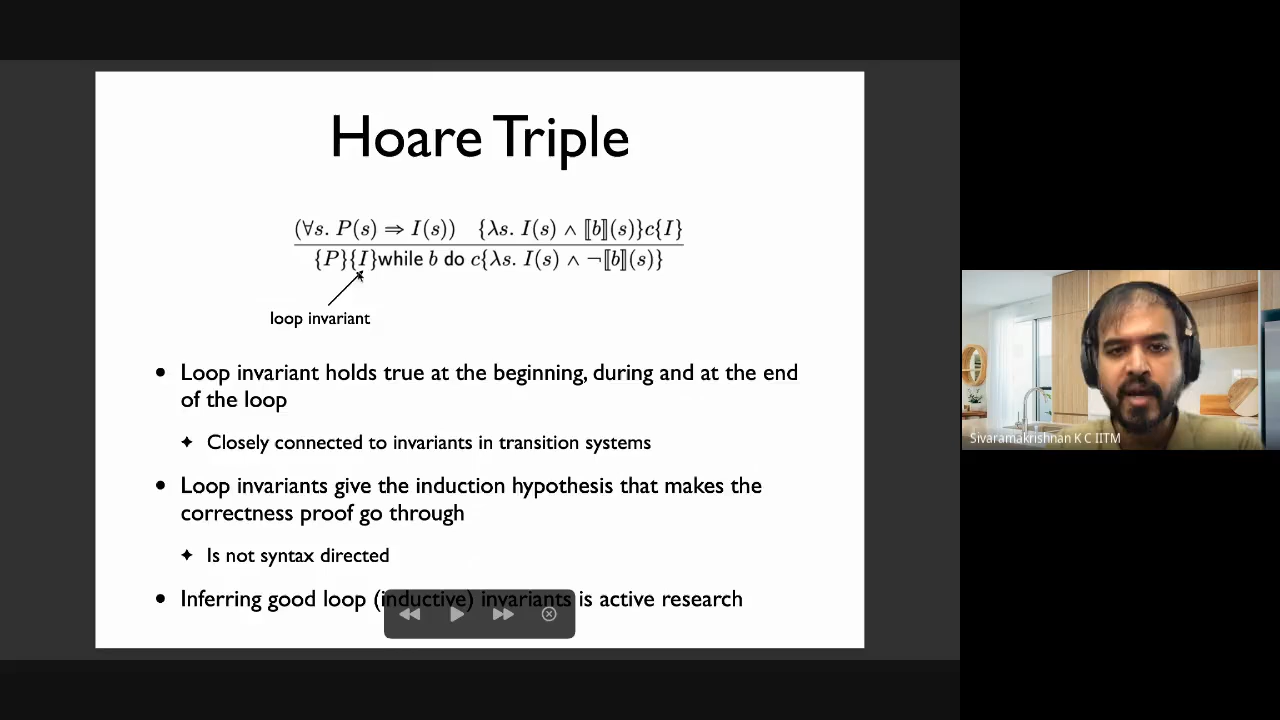 Hoare Triple
(∀s. P(s) ⇒ I(s)) {λs. I(s) ∧ ⟦b⟧(s)}c{I}
{P}{I}while b do c{λs. I(s) ∧ ¬⟦b⟧(s)}
loop invariant
• Loop invariant holds true at the beginning, during and at the end
of the loop
✦ Closely connected to invariants in transition systems
• Loop invariants give the induction hypothesis that makes the
correctness proof go through
✦ Is not syntax directed
• Inferring good loop (inductive) invariants is active research
Sivaramakrishnan K C IITM